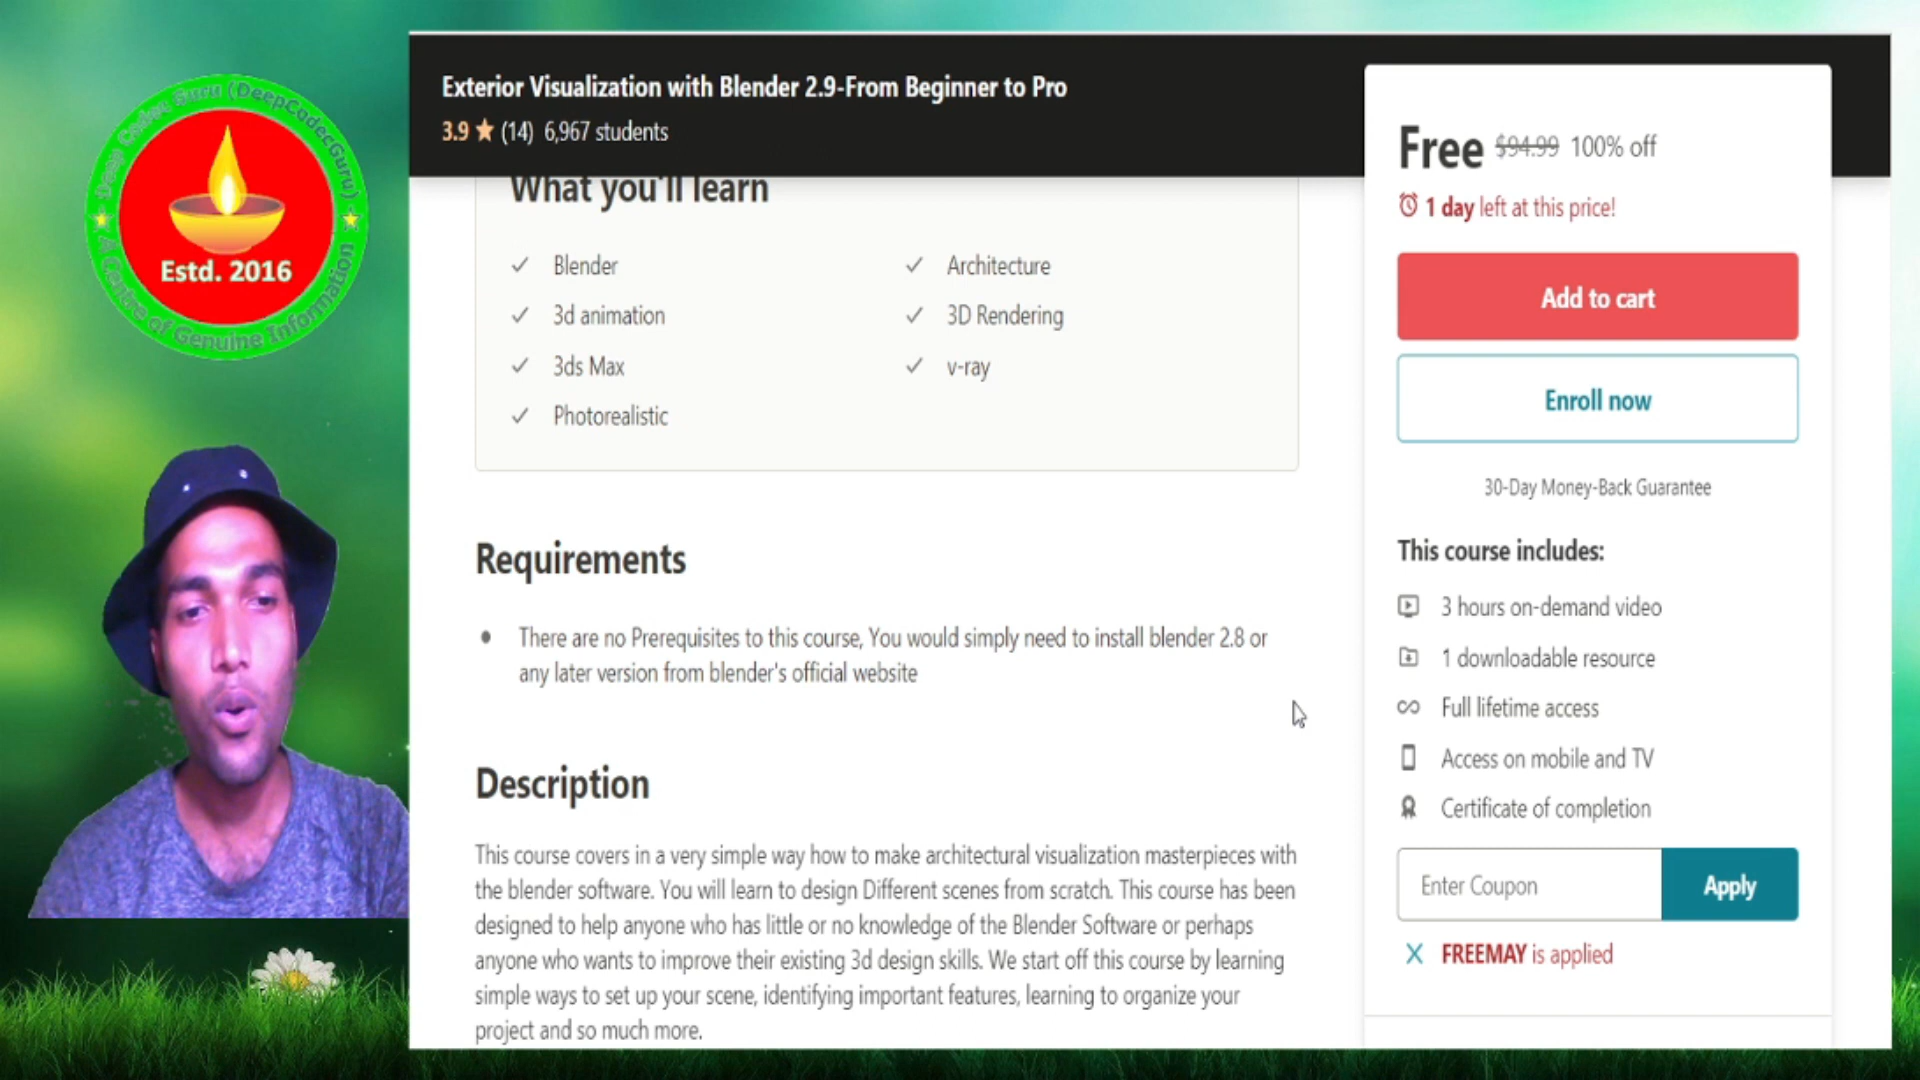 Deep Codec Guru (DeepCodecGuru)
A Centre of Genuine Information
Estd. 2016
Exterior Visualization with Blender 2.9-From Beginner to Pro
3.9 ★ (14) 6,967 students
What you'll learn
Blender
Architecture
3d animation
3D Rendering
3ds Max
v-ray
Photorealistic
Requirements
There are no Prerequisites to this course, You would simply need to install blender 2.8 or
any later version from blender's official website
Description
This course covers in a very simple way how to make architectural visualization masterpieces with
the blender software. You will learn to design Different scenes from scratch. This course has been
designed to help anyone who has little or no knowledge of the Blender Software or perhaps
anyone who wants to improve their existing 3d design skills. We start off this course by learning
simple ways to set up your scene, identifying important features, learning to organize your
project and so much more.
Free $94.99 100% off
1 day left at this price!
Add to cart
Enroll now
30-Day Money-Back Guarantee
This course includes:
3 hours on-demand video
1 downloadable resource
Full lifetime access
Access on mobile and TV
Certificate of completion
Enter Coupon
Apply
FREEMAY is applied